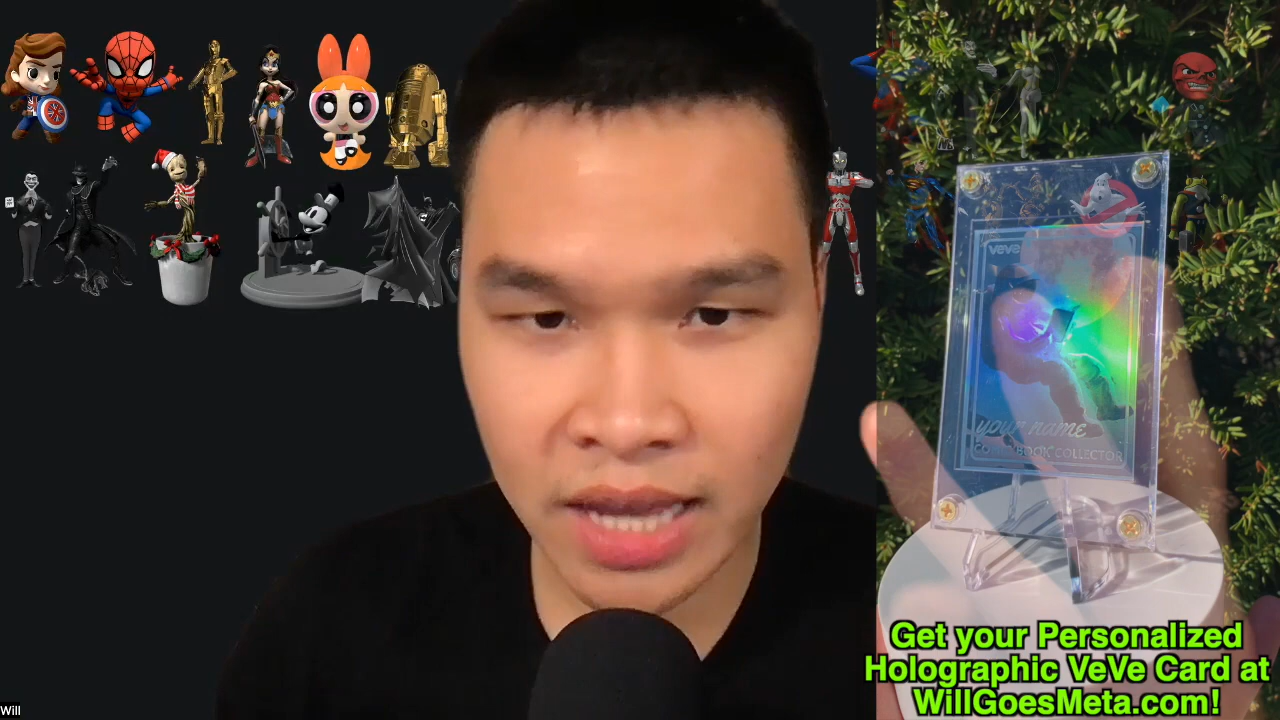 veve
your name
COMIC BOOK COLLECTOR
Get your Personalized
Holographic VeVe Card at
WillGoesMeta.com!
Will